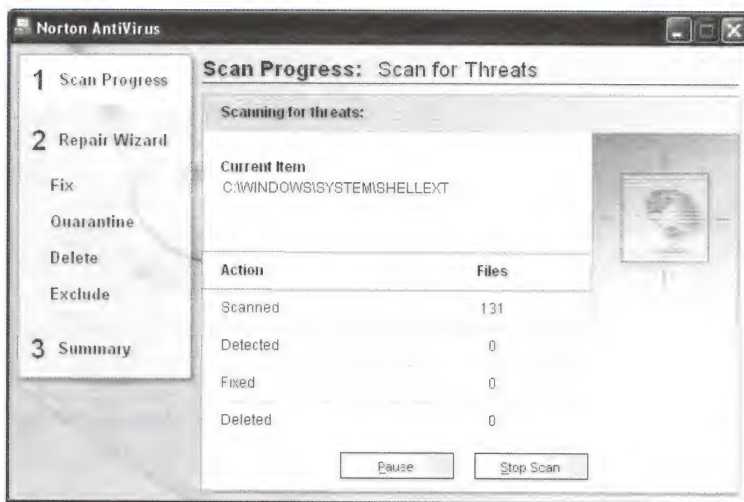 Norton AntiVirus
1 Scan Progress
2 Repair Wizard
Fix
Quarantine
Delete
Exclude
3 Summary
Scan Progress: Scan for Threats
Scanning for threats:
Current Item
C:\WINDOWS\SYSTEM\SHELLEXT
Action Files
Scanned 131
Detected 0
Fixed 0
Deleted 0
Pause Stop Scan